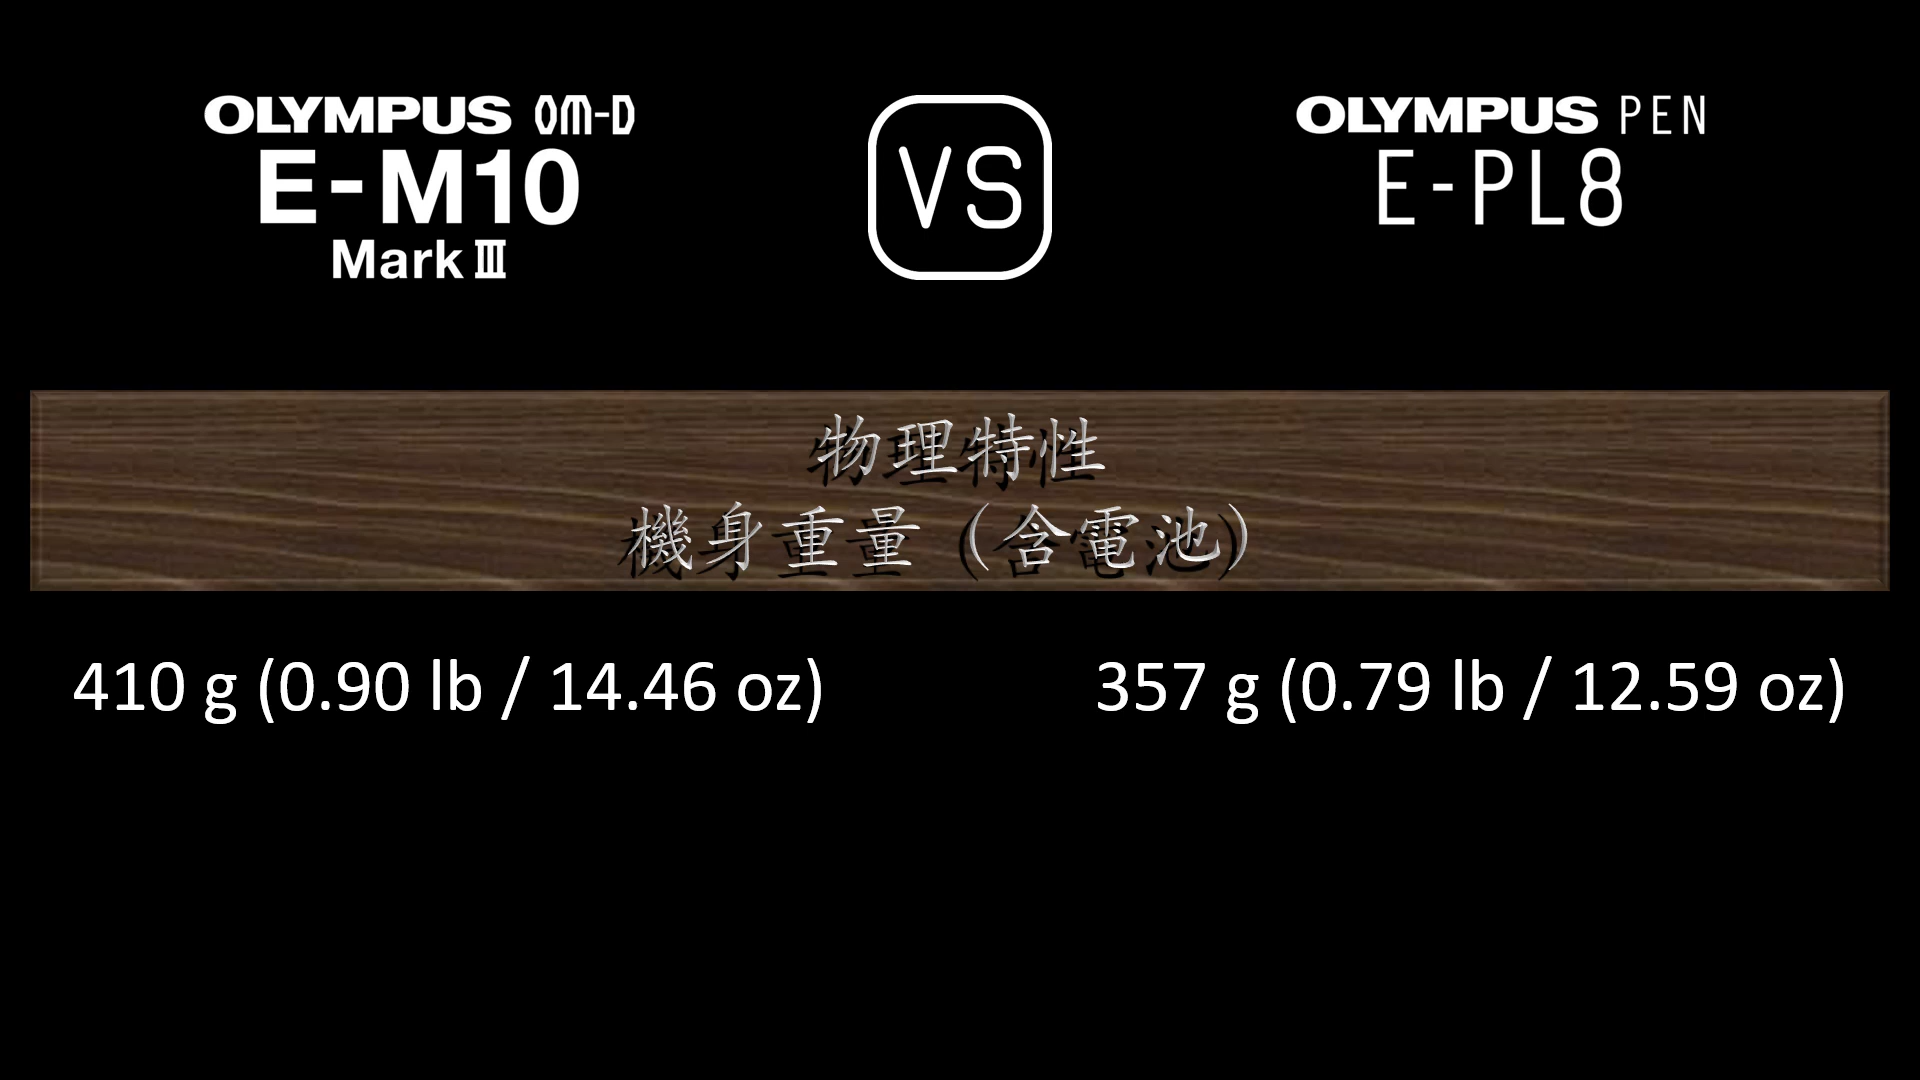 OLYMPUS OM-D
E-M10
Mark III
VS
OLYMPUS PEN
E-PL8
物理特性
機身重量（含電池）
410 g (0.90 lb / 14.46 oz)
357 g (0.79 lb / 12.59 oz)